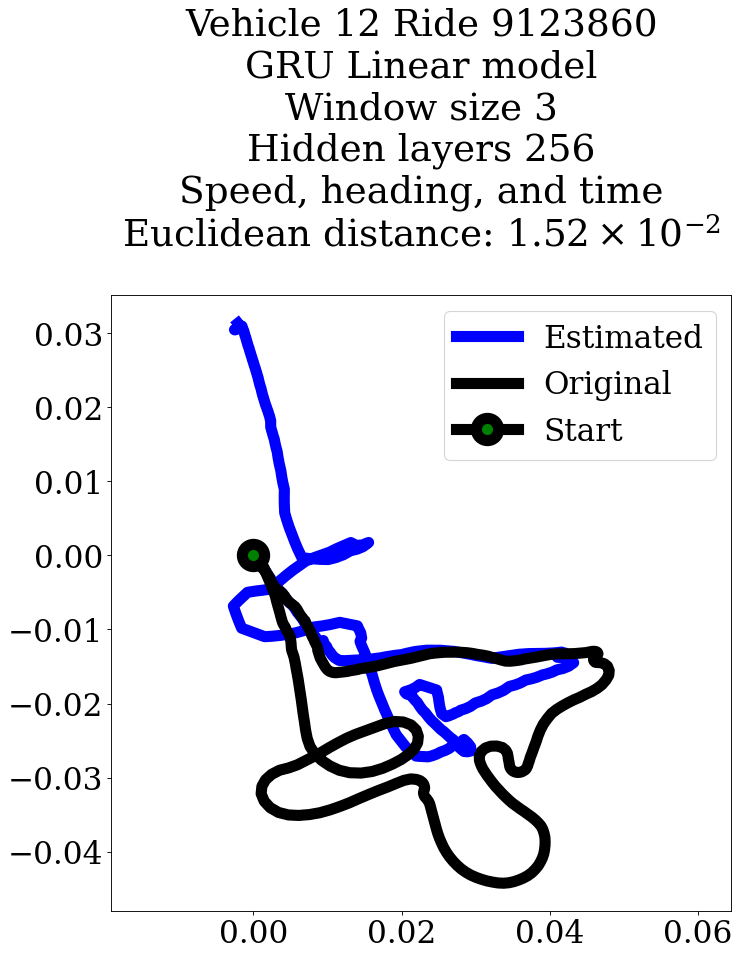 Vehicle 12 Ride 9123860
GRU Linear model
Window size 3
Hidden layers 256
Speed, heading, and time
Euclidean distance: 1.52 × 10⁻²
Estimated
Original
Start
0.03
0.02
0.01
0.00
−0.01
−0.02
−0.03
−0.04
0.00 0.02 0.04 0.06